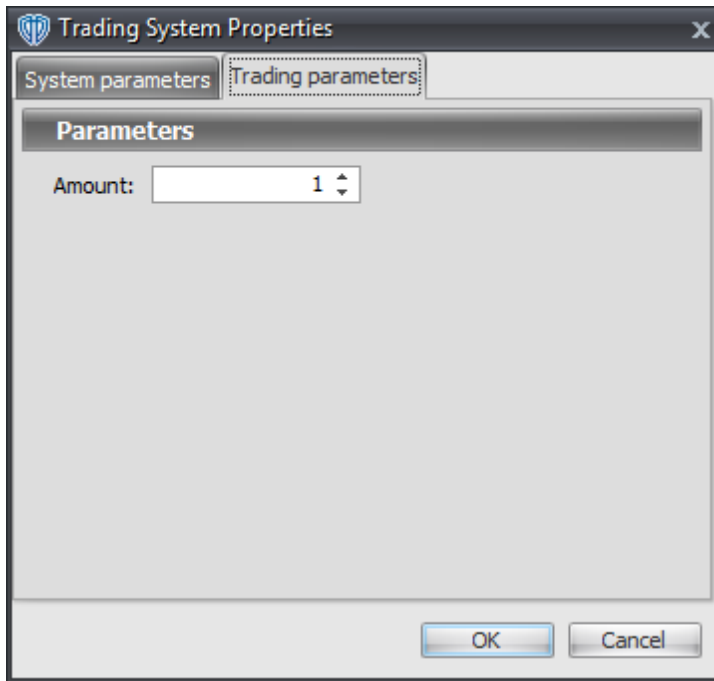 Trading System Properties
System parameters Trading parameters
Parameters
Amount: 1
OK Cancel